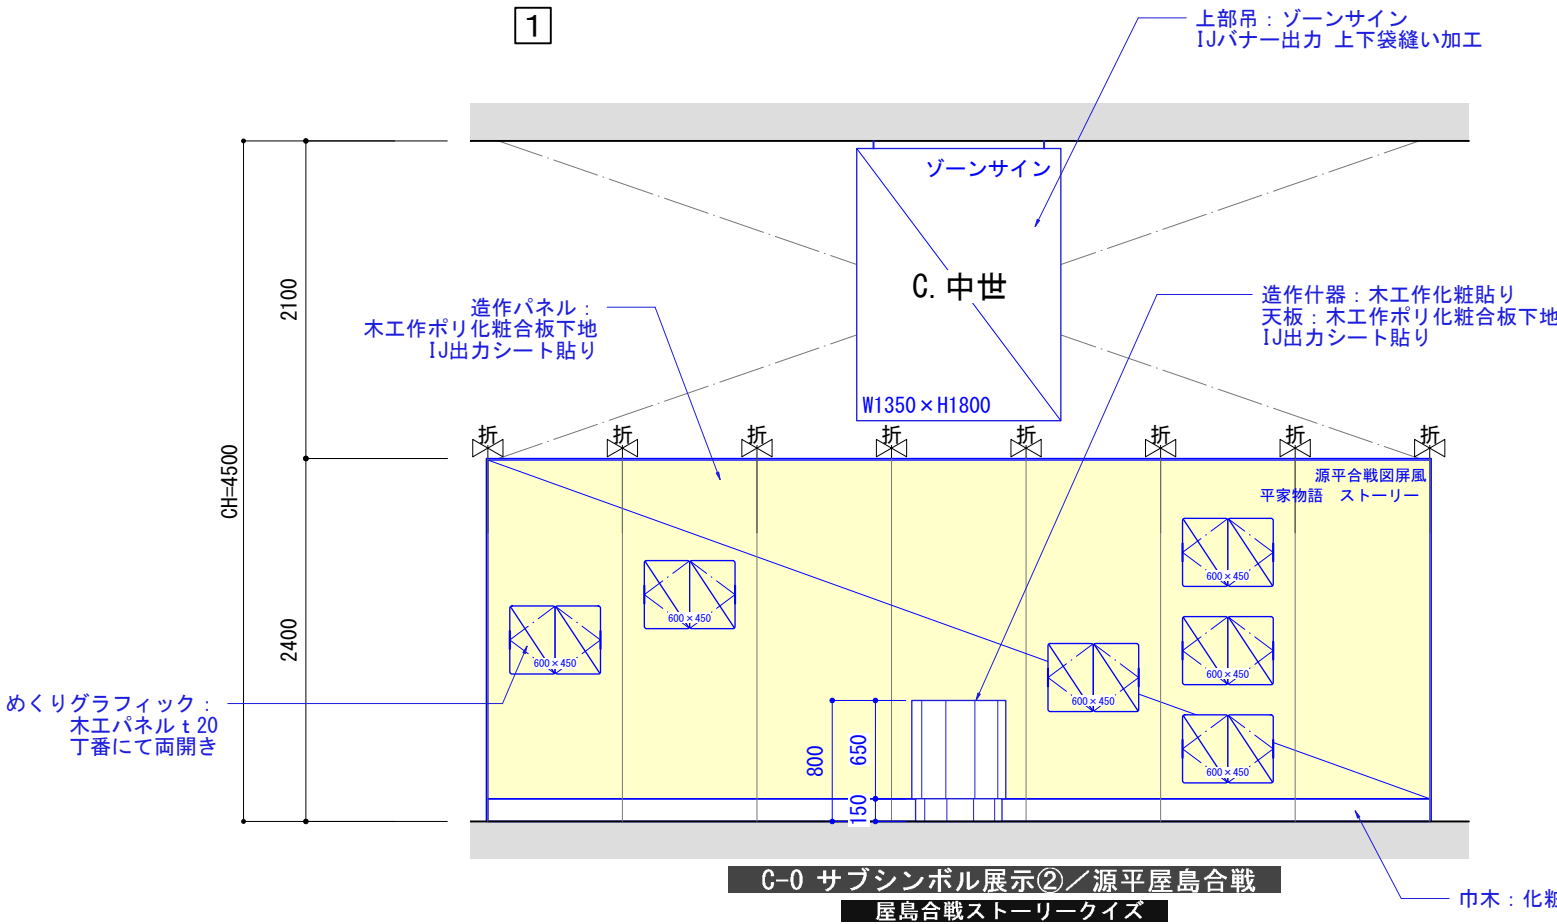 1
上部吊：ゾーンサイン
IJバナー出力 上下袋縫い加工
ゾーンサイン
C. 中世
W1350×H1800
造作パネル：
木工作ポリ化粧合板下地
IJ出力シート貼り
造作什器：木工作化粧貼り
天板：木工作ポリ化粧合板下地
IJ出力シート貼り
2100
CH=4500
2400
折 折 折 折 折 折 折 折
源平合戦図屏風
平家物語 ストーリー
600×450
600×450
600×450
600×450
600×450
600×450
めくりグラフィック：
木工パネルｔ20
丁番にて両開き
800
650
150
C-0 サブシンボル展示②／源平屋島合戦
屋島合戦ストーリークイズ
巾木：化粧